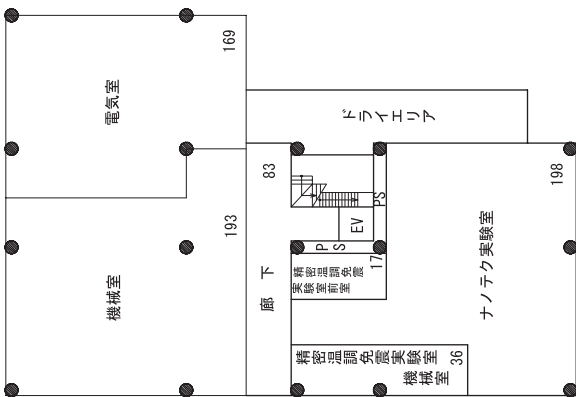 電気室
169
機械室
193
ドライエリア
83
廊下
EV
PS
PS
精密温調免震
実験室前室
17
ナノテク実験室
198
精密温調免震実験室
機械室
36